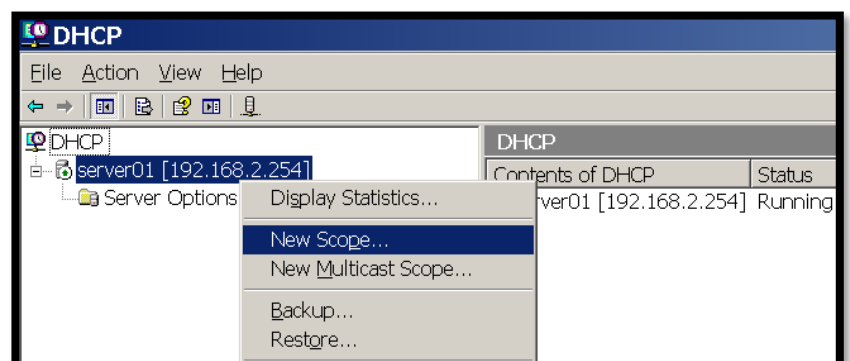 DHCP
File Action View Help
DHCP DHCP
server01 [192.168.2.254] Contents of DHCP Status
Server Options Display Statistics... ver01 [192.168.2.254] Running
New Scope...
New Multicast Scope...
Backup...
Restore...